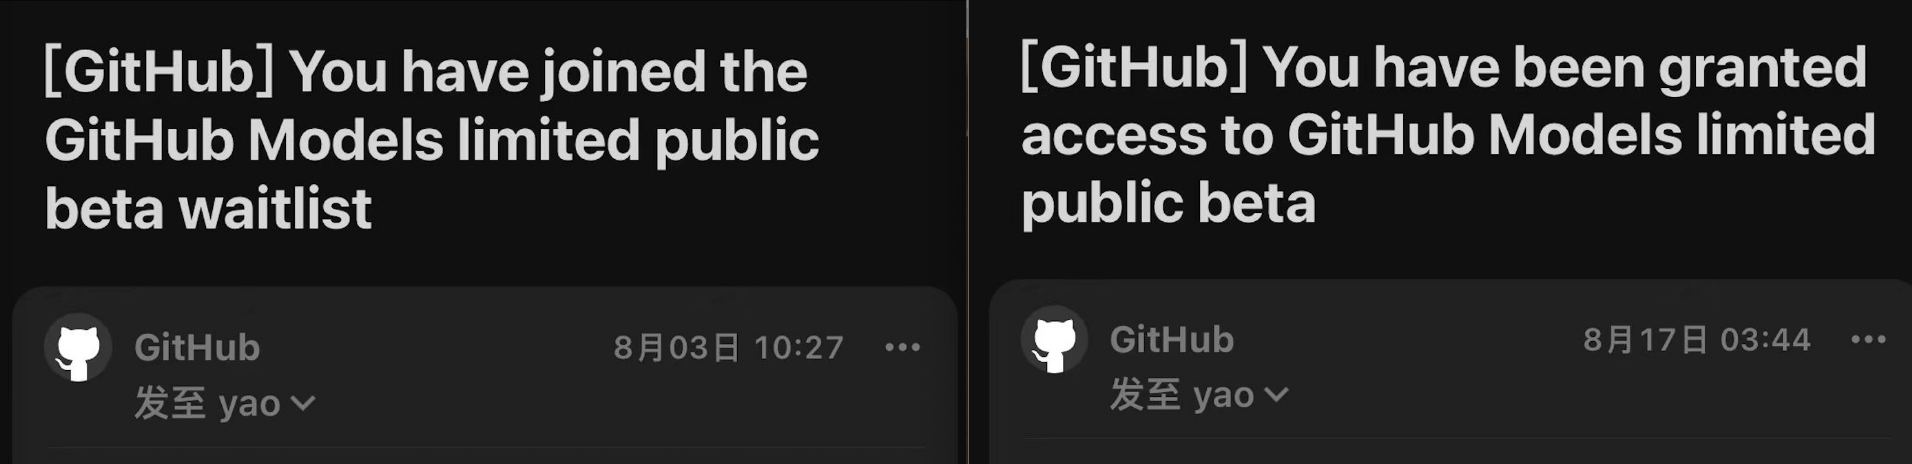 [GitHub] You have joined the
GitHub Models limited public
beta waitlist
GitHub
8月03日 10:27
发至 yao
[GitHub] You have been granted
access to GitHub Models limited
public beta
GitHub
8月17日 03:44
发至 yao